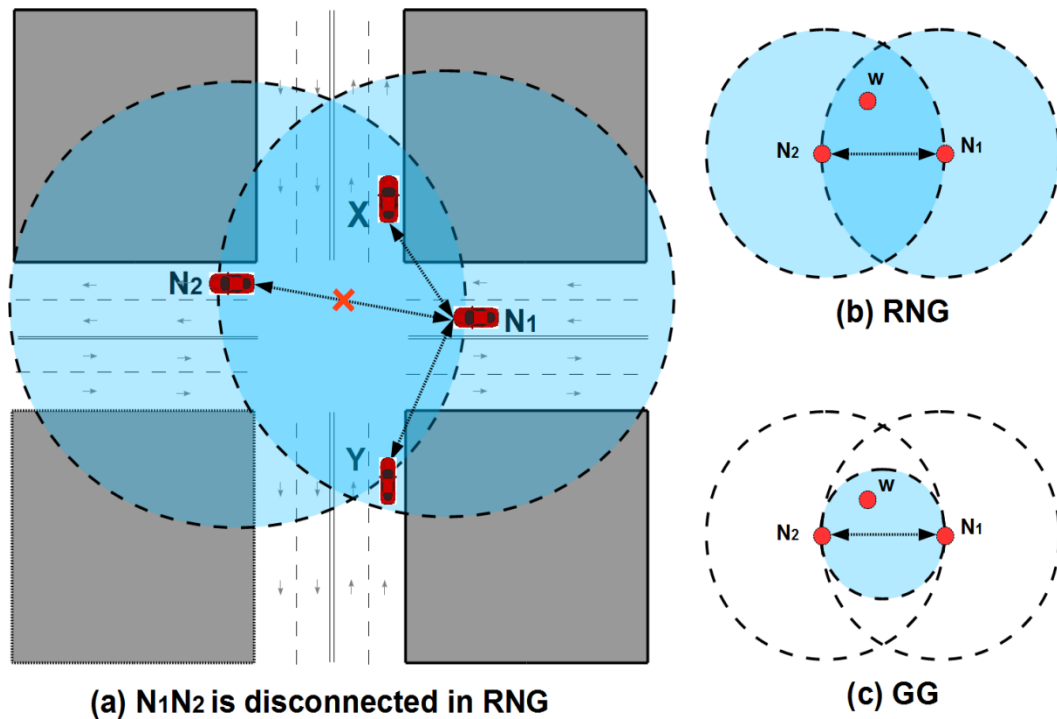 X
N2
N1
Y
(a) N1N2 is disconnected in RNG
w
N2
N1
(b) RNG
w
N2
N1
(c) GG